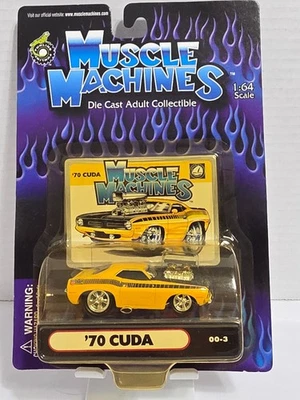 Visit our official website: www.musclemachines.com
MUSCLE
MACHINES™
1:64
Scale
Die Cast Adult Collectible
'70 CUDA
MUSCLE
MACHINES
'70 CUDA
00-3
⚠WARNING: